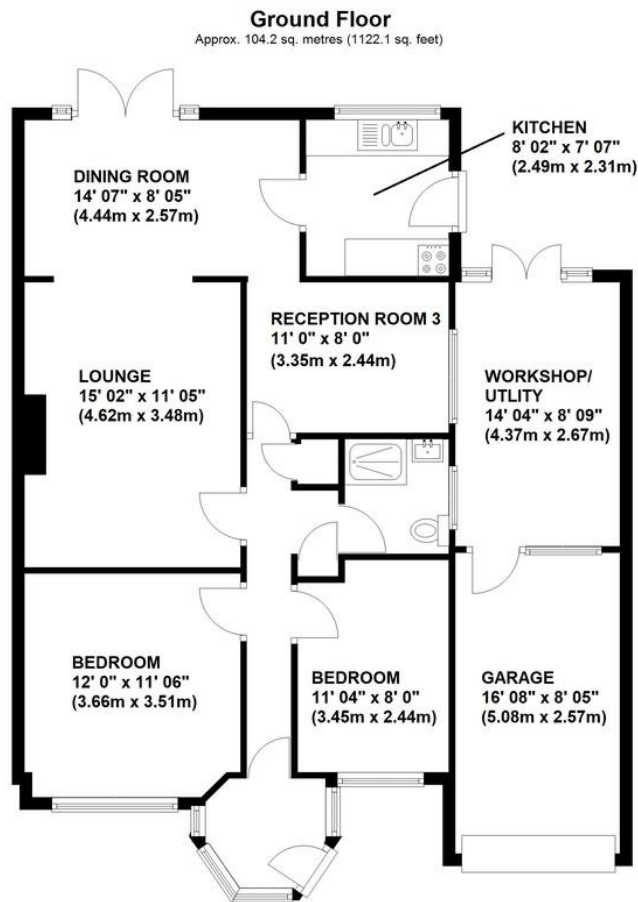 Ground Floor
Approx. 104.2 sq. metres (1122.1 sq. feet)
KITCHEN
8' 02" x 7' 07"
(2.49m x 2.31m)
DINING ROOM
14' 07" x 8' 05"
(4.44m x 2.57m)
RECEPTION ROOM 3
11' 0" x 8' 0"
(3.35m x 2.44m)
LOUNGE
15' 02" x 11' 05"
(4.62m x 3.48m)
WORKSHOP/
UTLITY
14' 04" x 8' 09"
(4.37m x 2.67m)
BEDROOM
12' 0" x 11' 06"
(3.66m x 3.51m)
BEDROOM
11' 04" x 8' 0"
(3.45m x 2.44m)
GARAGE
16' 08" x 8' 05"
(5.08m x 2.57m)